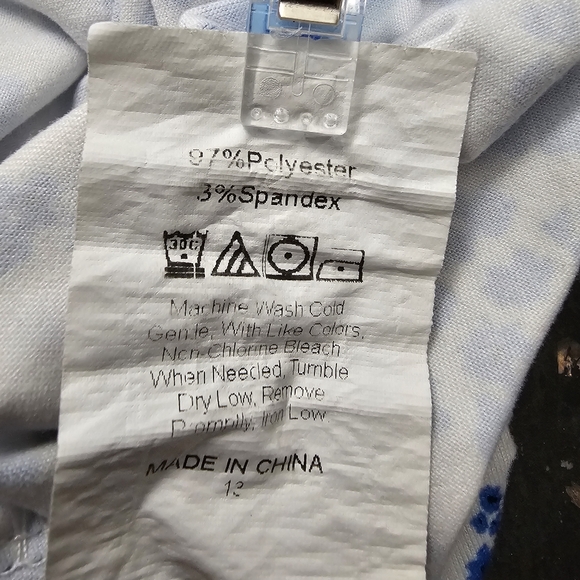 97%Polyester
3%Spandex
30C
Machine Wash Cold
Gentle, With Like Colors,
Non-Chlorine Bleach
When Needed, Tumble
Dry Low, Remove
Promptly, Iron Low
MADE IN CHINA